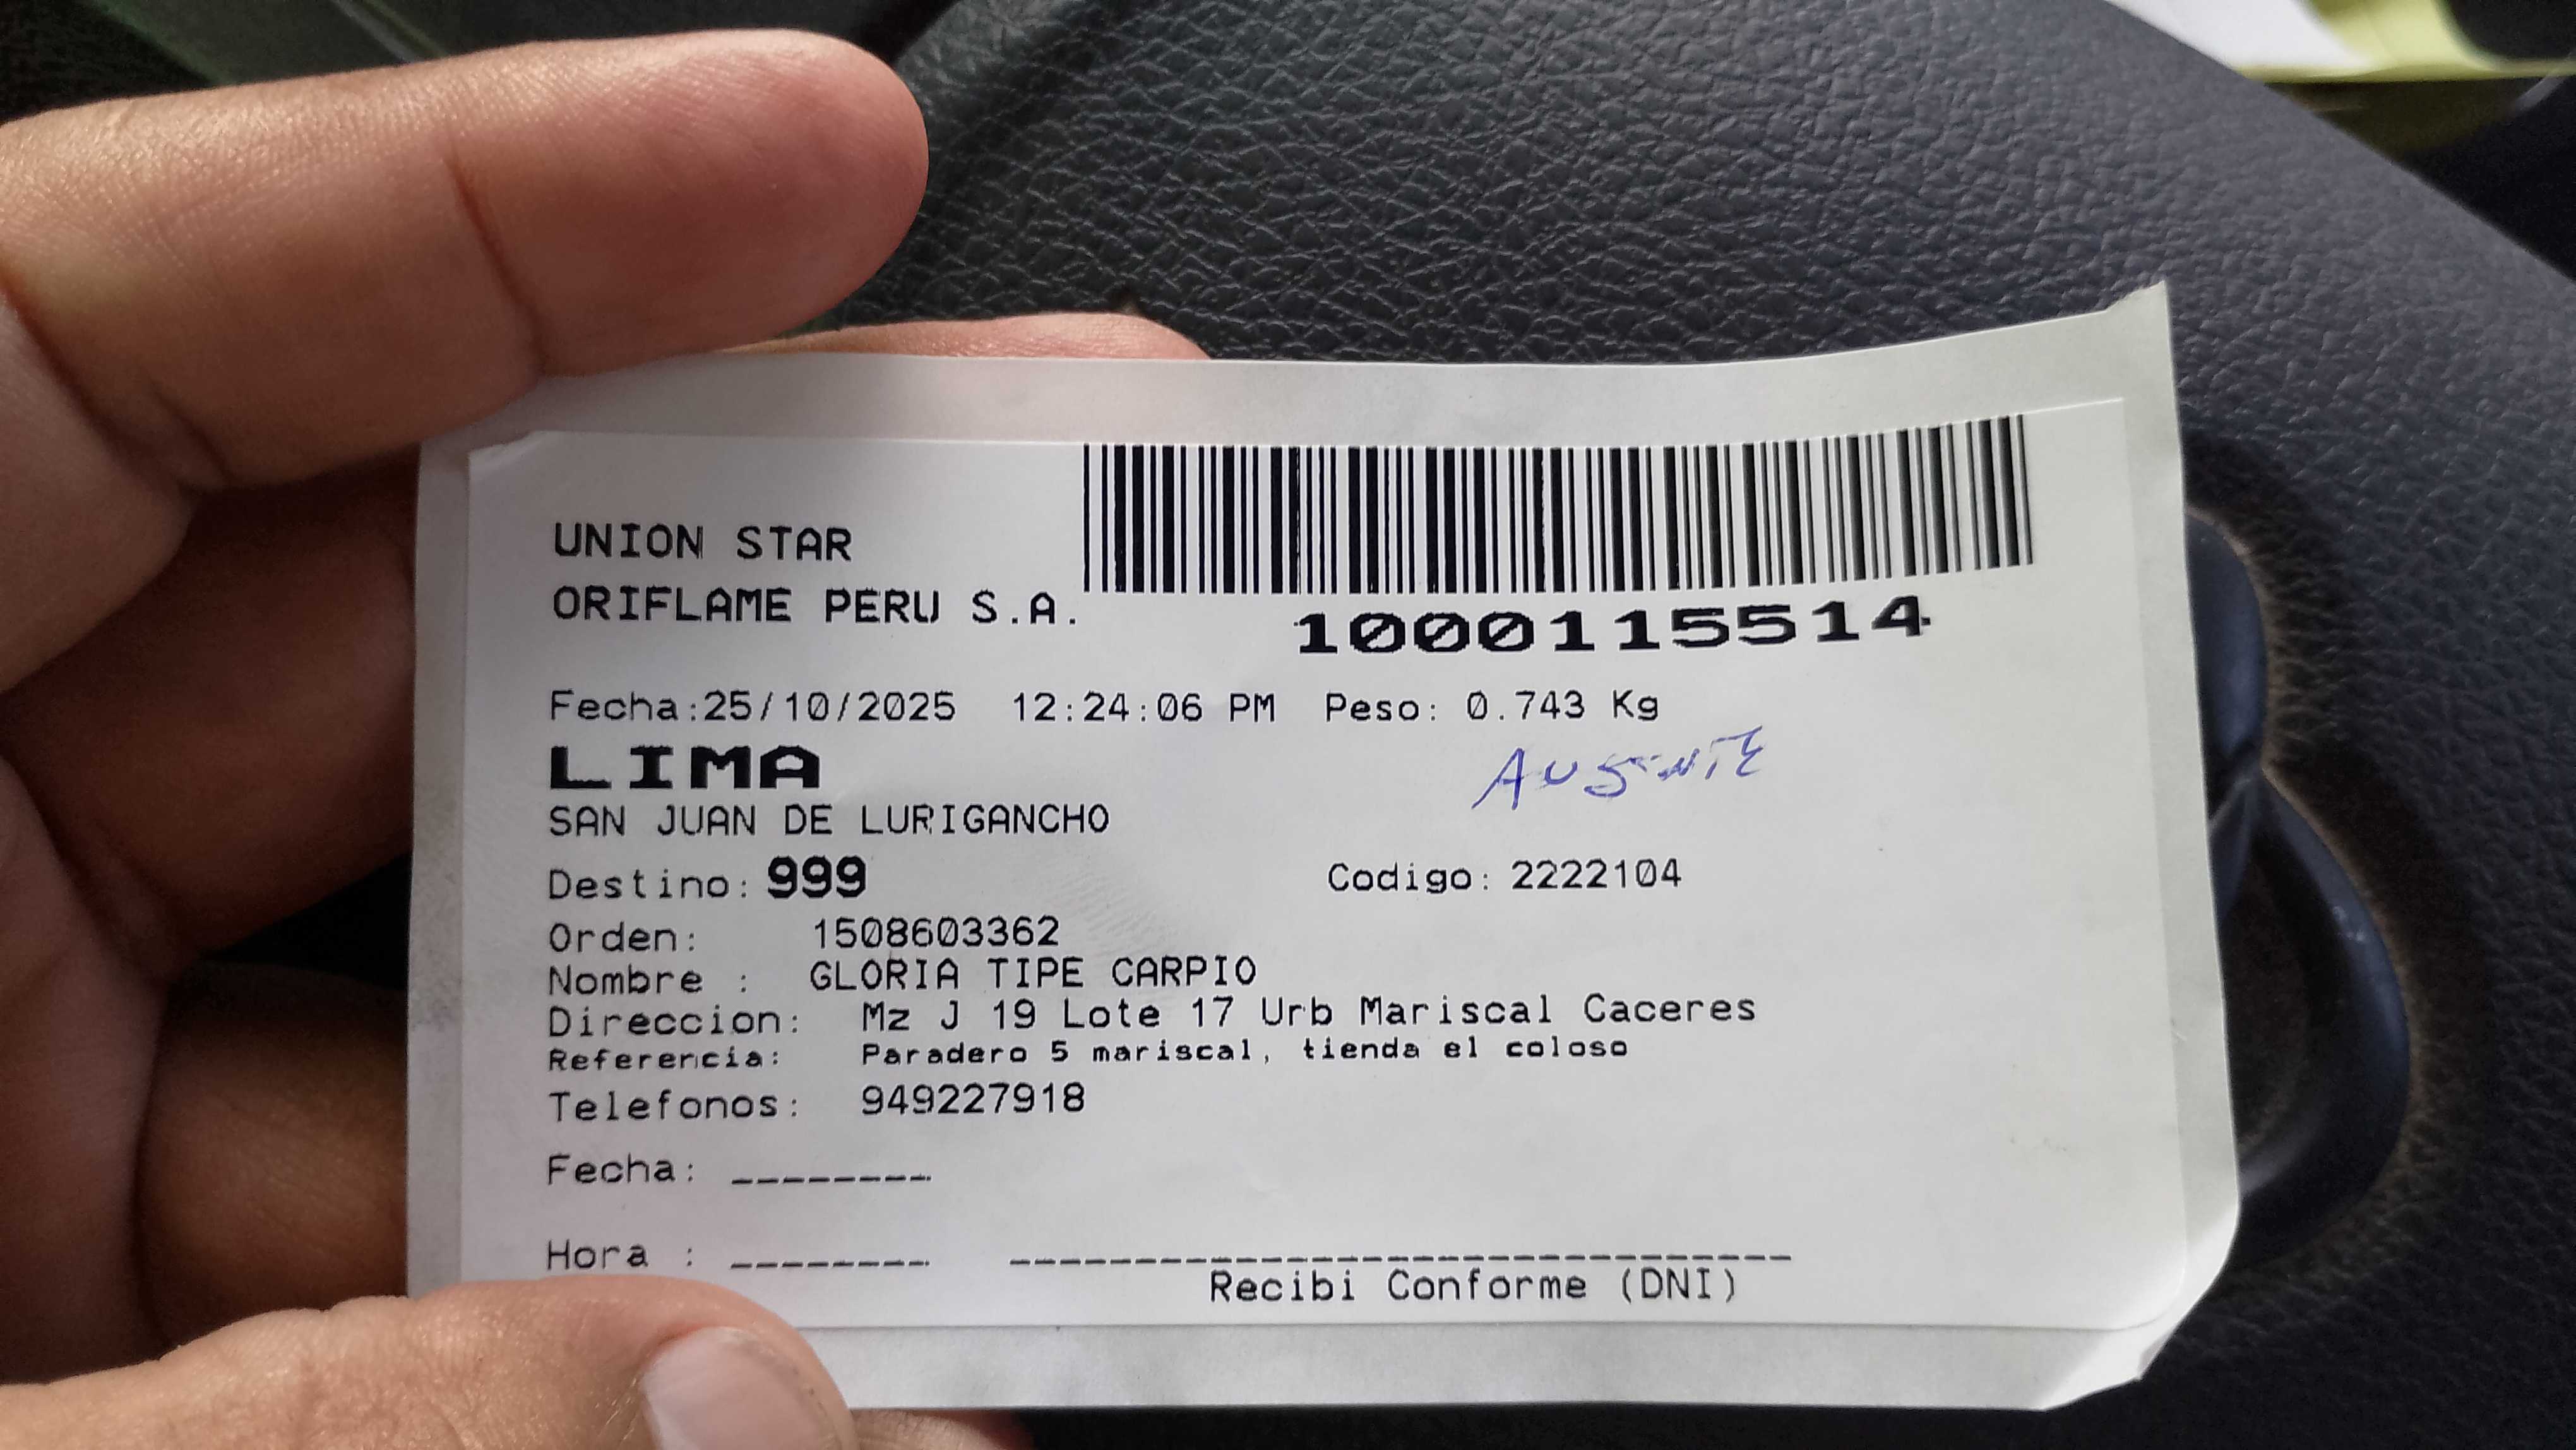 UNION STAR
ORIFLAME PERU S.A.
1000115514
Fecha:25/10/2025 12:24:06 PM Peso: 0.743 Kg
LIMA
AUSENTE
SAN JUAN DE LURIGANCHO
Destino: 999 Codigo: 2222104
Orden: 1508603362
Nombre : GLORIA TIPE CARPIO
Direccion: Mz J 19 Lote 17 Urb Mariscal Caceres
Referencia: Paradero 5 mariscal, tienda el coloso
Telefonos: 949227918
Fecha: ________
Hora : ________
Recibi Conforme (DNI)